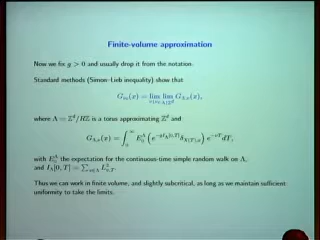 Finite-volume approximation
Now we fix g > 0 and usually drop it from the notation.
Standard methods (Simon–Lieb inequality) show that
G_{ν_c}(x) = lim_{ν↓ν_c} lim_{Λ↑ℤ^d} G_{Λ,ν}(x),
where Λ = ℤ^d/Rℤ is a torus approximating ℤ^d and
G_{Λ,ν}(x) = ∫_0^∞ E_0^Λ ( e^{-gI_Λ[0,T]} δ_{X(T),x} ) e^{-νT} dT,
with E_0^Λ the expectation for the continuous-time simple random walk on Λ,
and I_Λ[0, T] =
Thus we can work in finite volume, and slightly subcritical, as long as we maintain sufficient
uniformity to take the limits.